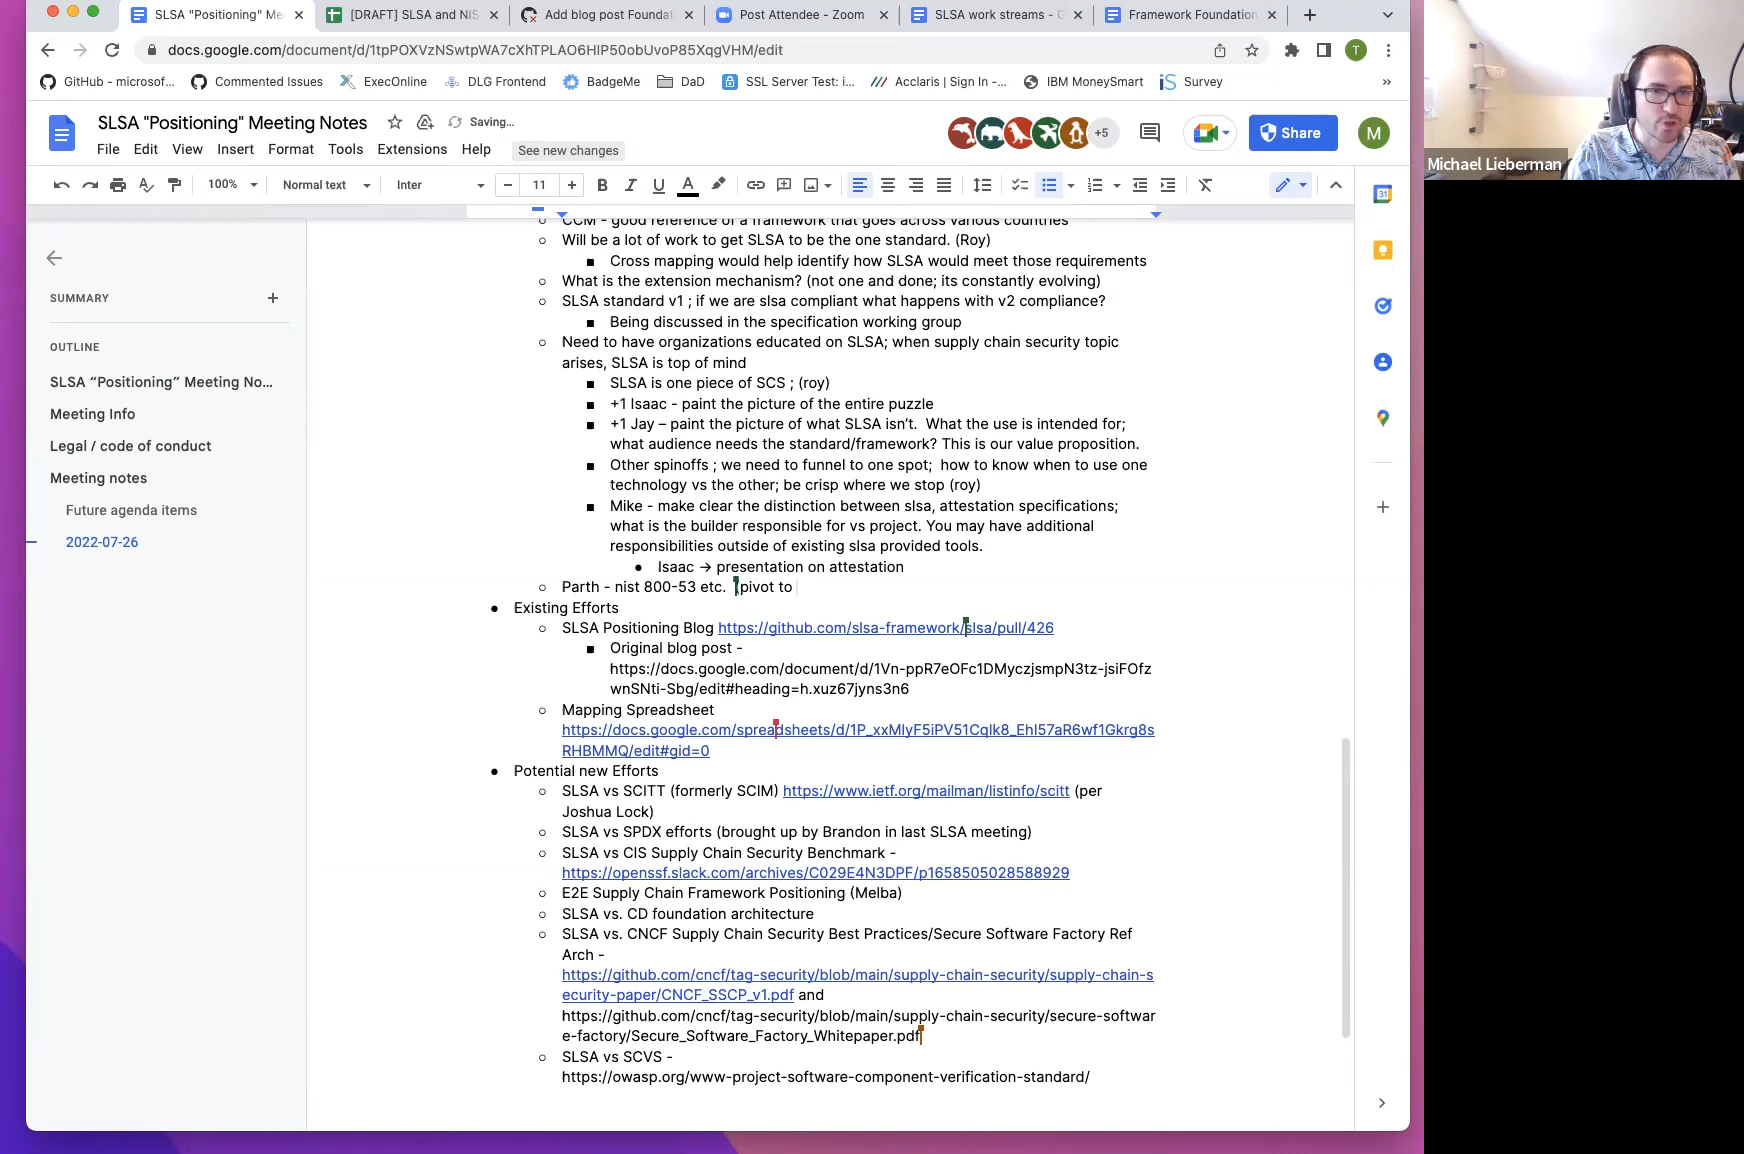 SLSA "Positioning" Me
[DRAFT] SLSA and NIS
Add blog post Foundat
Post Attendee - Zoom
SLSA work streams - G
Framework Foundation
docs.google.com/document/d/1tpPOXVzNSwtpWA7cXhTPLAO6HlP50obUvoP85XqgVHM/edit
T
GitHub - microsof...
Commented Issues
ExecOnline
DLG Frontend
BadgeMe
DaD
SSL Server Test: i...
Acclaris | Sign In -...
IBM MoneySmart
iS Survey
»
SLSA "Positioning" Meeting Notes
Saving...
+5
Share
M
File Edit View Insert Format Tools Extensions Help
See new changes
100%
Normal text
Inter
11
B I U A
31
SUMMARY
OUTLINE
SLSA “Positioning” Meeting No...
Meeting Info
Legal / code of conduct
Meeting notes
Future agenda items
2022-07-26
CCM - good reference of a framework that goes across various countries
Will be a lot of work to get SLSA to be the one standard. (Roy)
Cross mapping would help identify how SLSA would meet those requirements
What is the extension mechanism? (not one and done; its constantly evolving)
SLSA standard v1 ; if we are slsa compliant what happens with v2 compliance?
Being discussed in the specification working group
Need to have organizations educated on SLSA; when supply chain security topic
arises, SLSA is top of mind
SLSA is one piece of SCS ; (roy)
+1 Isaac - paint the picture of the entire puzzle
+1 Jay – paint the picture of what SLSA isn’t. What the use is intended for;
what audience needs the standard/framework? This is our value proposition.
Other spinoffs ; we need to funnel to one spot; how to know when to use one
technology vs the other; be crisp where we stop (roy)
Mike - make clear the distinction between slsa, attestation specifications;
what is the builder responsible for vs project. You may have additional
responsibilities outside of existing slsa provided tools.
Isaac → presentation on attestation
Parth - nist 800-53 etc. (pivot to
Existing Efforts
SLSA Positioning Blog https://github.com/slsa-framework/slsa/pull/426
Original blog post -
https://docs.google.com/document/d/1Vn-ppR7eOFc1DMyczjsmpN3tz-jsiFOfz
wnSNti-Sbg/edit#heading=h.xuz67jyns3n6
Mapping Spreadsheet
https://docs.google.com/spreadsheets/d/1P_xxMlyF5iPV51Cqlk8_Ehl57aR6wf1Gkrg8s
RHBMMQ/edit#gid=0
Potential new Efforts
SLSA vs SCITT (formerly SCIM) https://www.ietf.org/mailman/listinfo/scitt (per
Joshua Lock)
SLSA vs SPDX efforts (brought up by Brandon in last SLSA meeting)
SLSA vs CIS Supply Chain Security Benchmark -
https://openssf.slack.com/archives/C029E4N3DPF/p1658505028588929
E2E Supply Chain Framework Positioning (Melba)
SLSA vs. CD foundation architecture
SLSA vs. CNCF Supply Chain Security Best Practices/Secure Software Factory Ref
Arch -
https://github.com/cncf/tag-security/blob/main/supply-chain-security/supply-chain-s
ecurity-paper/CNCF_SSCP_v1.pdf and
https://github.com/cncf/tag-security/blob/main/supply-chain-security/secure-softwar
e-factory/Secure_Software_Factory_Whitepaper.pdf
SLSA vs SCVS -
https://owasp.org/www-project-software-component-verification-standard/
Michael Lieberman